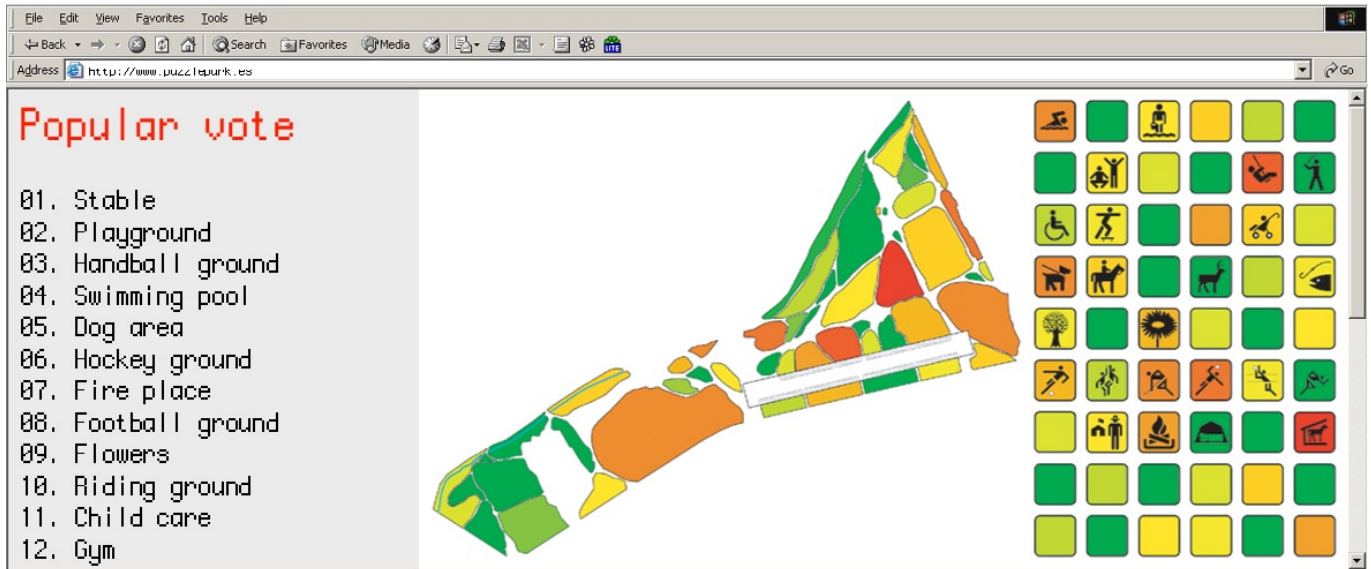 File Edit View Favorites Tools Help
Back Search Favorites Media LITE
Address http://www.puzzlepunk.es Go
Popular vote
01. Stable
02. Playground
03. Handball ground
04. Swimming pool
05. Dog area
06. Hockey ground
07. Fire place
08. Football ground
09. Flowers
10. Riding ground
11. Child care
12. Gym